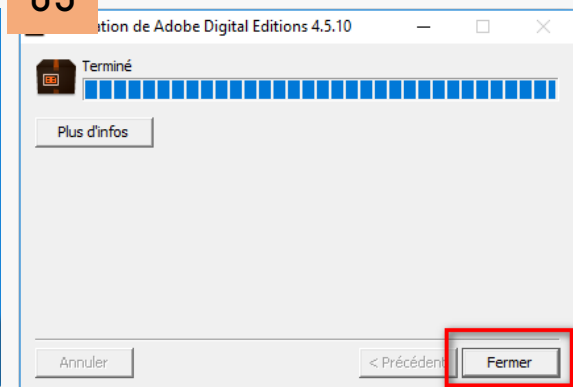 ation de Adobe Digital Editions 4.5.10
Terminé
Plus d'infos
Annuler
< Précédent
Fermer